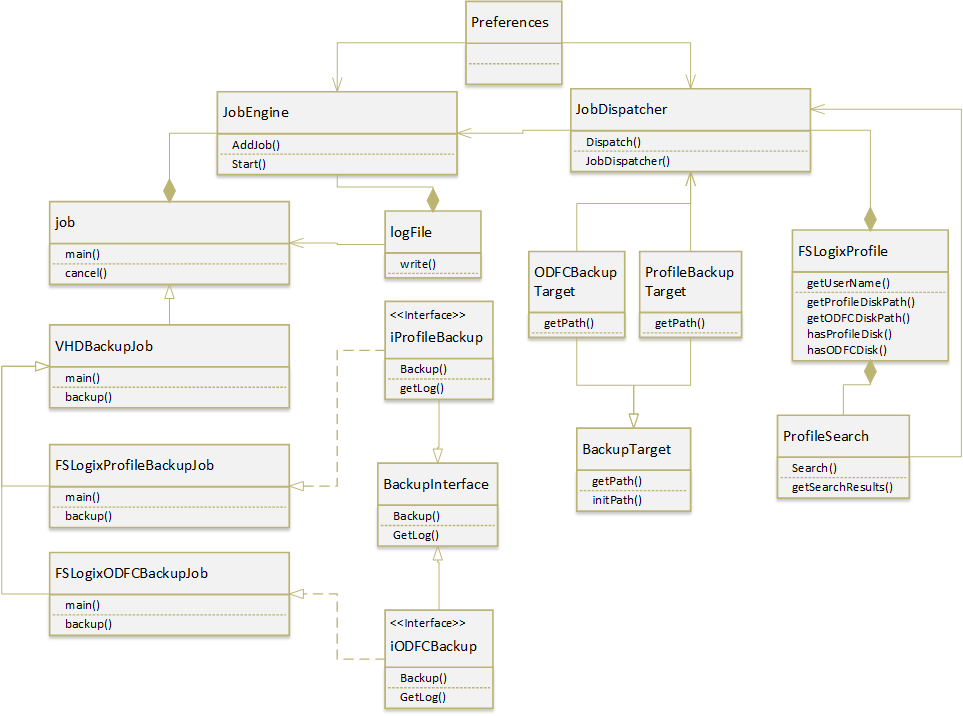 Preferences
JobEngine
AddJob()
Start()
JobDispatcher
Dispatch()
JobDispatcher()
job
main()
cancel()
logFile
write()
ODFCBackup
Target
getPath()
ProfileBackup
Target
getPath()
FSLogixProfile
getUserName()
getProfileDiskPath()
getODFCDiskPath()
hasProfileDisk()
hasODFCDisk()
<<Interface>>
iProfileBackup
Backup()
getLog()
VHDBackupJob
main()
backup()
BackupTarget
getPath()
initPath()
ProfileSearch
Search()
getSearchResults()
FSLogixProfileBackupJob
main()
backup()
BackupInterface
Backup()
GetLog()
FSLogixODFCBackupJob
main()
backup()
<<Interface>>
iODFCBackup
Backup()
GetLog()